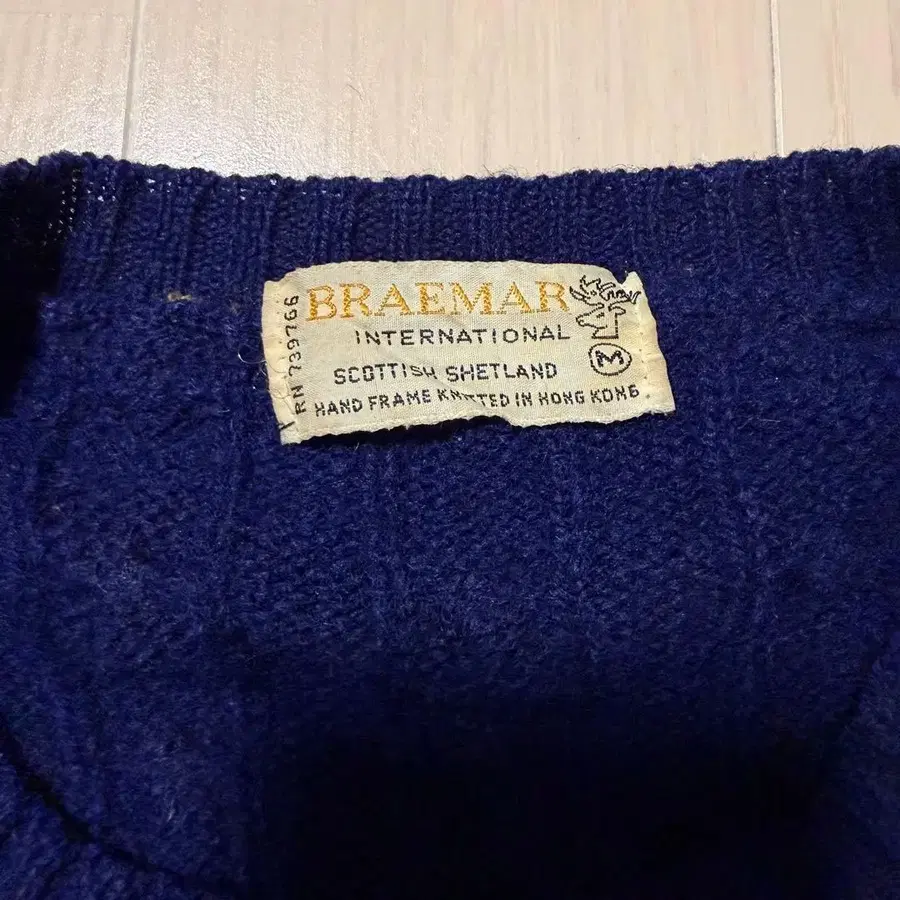 BRAEMAR
INTERNATIONAL
M
SCOTTISH SHETLAND
HAND FRAME KNITTED IN HONG KONG
RN 739766